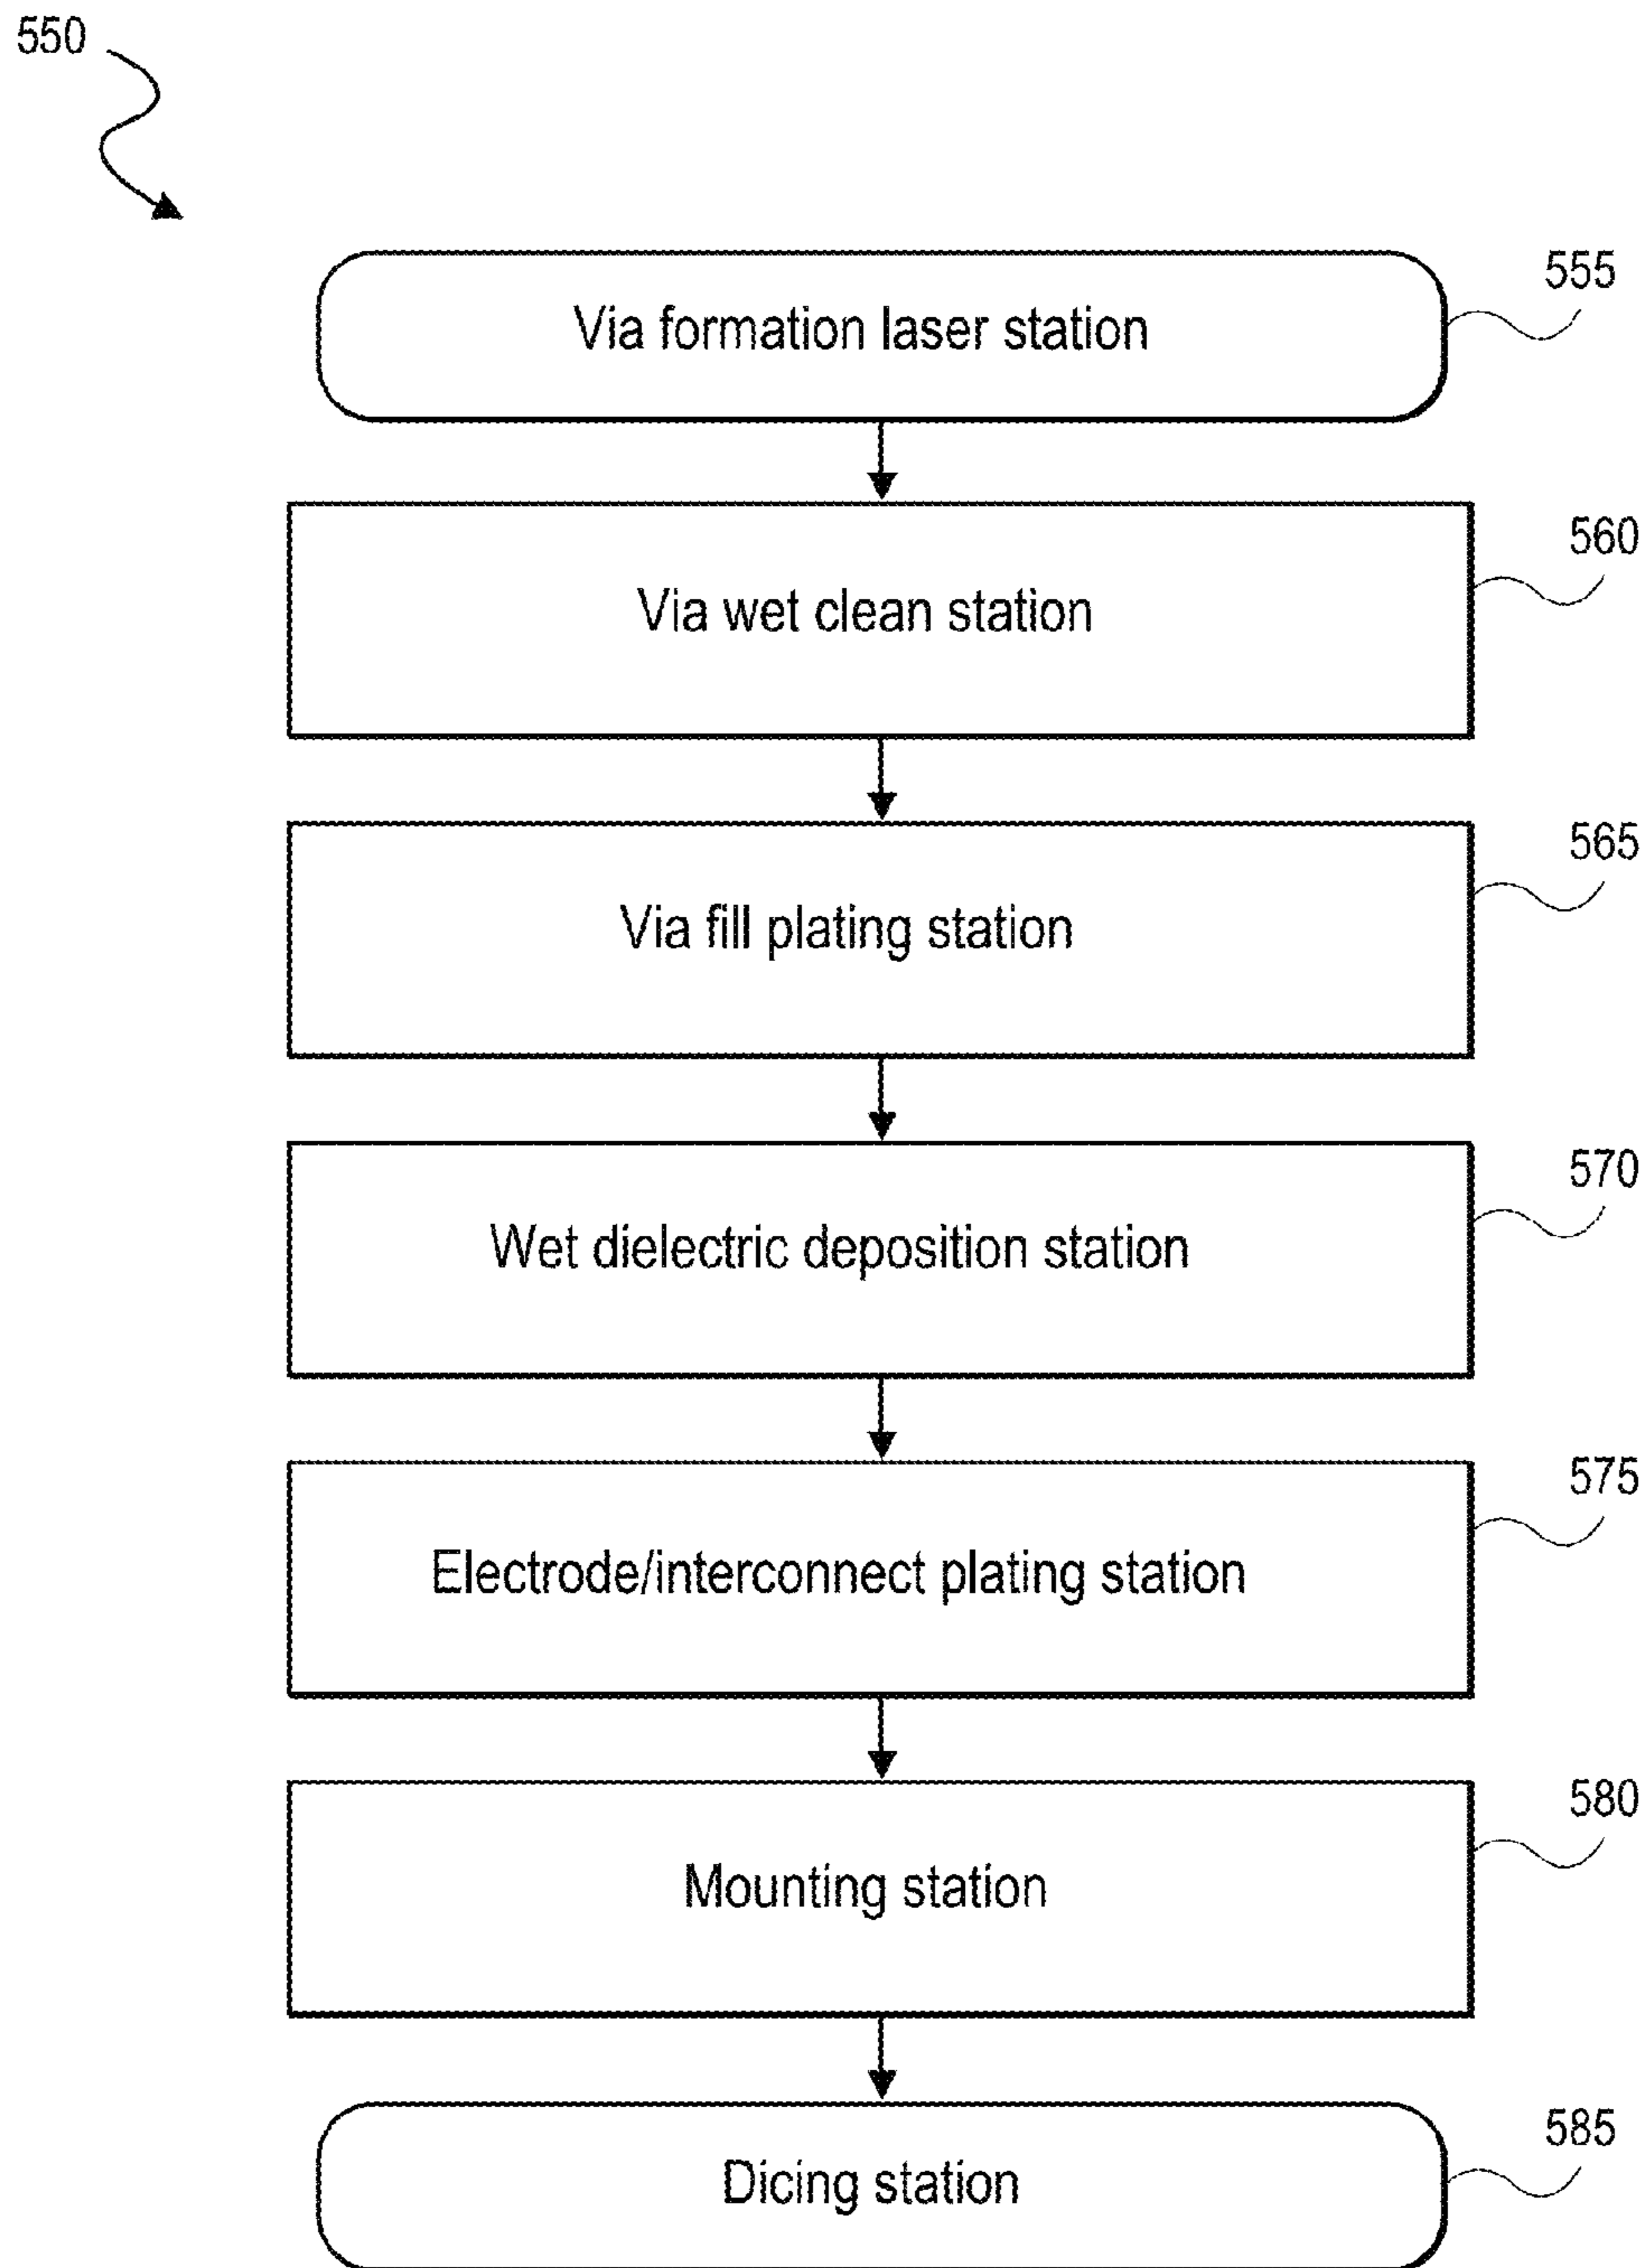 550
555
Via formation laser station
560
Via wet clean station
565
Via fill plating station
570
Wet dielectric deposition station
575
Electrode/interconnect plating station
580
Mounting station
585
Dicing station